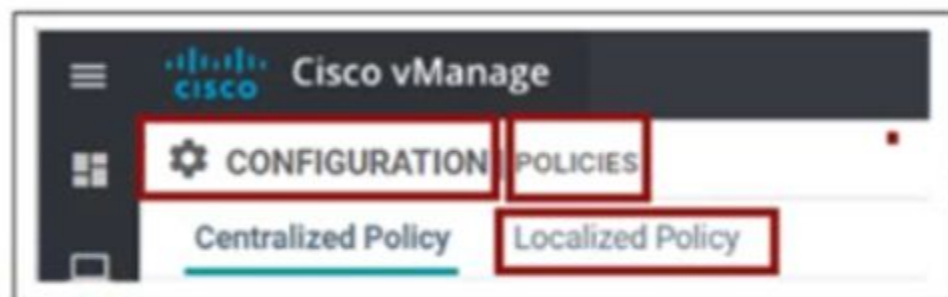 CISCO Cisco vManage
CONFIGURATION | POLICIES
Centralized Policy Localized Policy